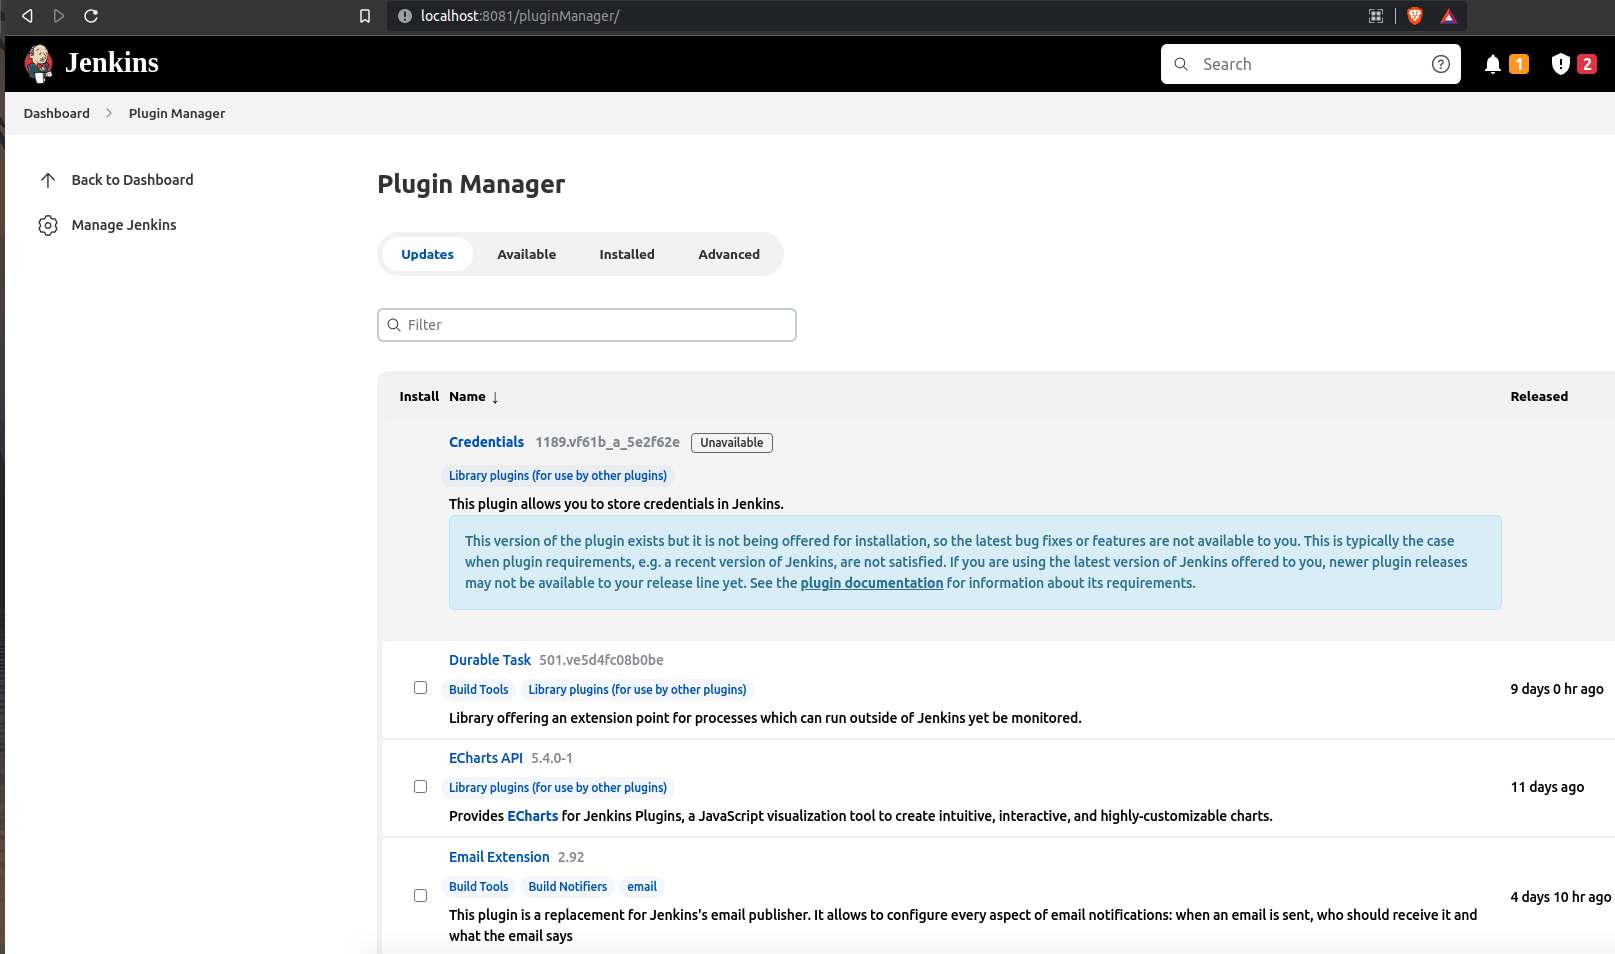 localhost:8081/pluginManager/
Jenkins
Search
1
2
Dashboard
Plugin Manager
Back to Dashboard
Manage Jenkins
Plugin Manager
Updates
Available
Installed
Advanced
Filter
Install Name ↓ Released
Credentials 1189.vf61b_a_5e2f62e Unavailable
Library plugins (for use by other plugins)
This plugin allows you to store credentials in Jenkins.
This version of the plugin exists but it is not being offered for installation, so the latest bug fixes or features are not available to you. This is typically the case
when plugin requirements, e.g. a recent version of Jenkins, are not satisfied. If you are using the latest version of Jenkins offered to you, newer plugin releases
may not be available to your release line yet. See the plugin documentation for information about its requirements.
Durable Task 501.ve5d4fc08b0be
Build Tools Library plugins (for use by other plugins)
9 days 0 hr ago
Library offering an extension point for processes which can run outside of Jenkins yet be monitored.
ECharts API 5.4.0-1
Library plugins (for use by other plugins)
11 days ago
Provides ECharts for Jenkins Plugins, a JavaScript visualization tool to create intuitive, interactive, and highly-customizable charts.
Email Extension 2.92
Build Tools Build Notifiers email
4 days 10 hr ago
This plugin is a replacement for Jenkins's email publisher. It allows to configure every aspect of email notifications: when an email is sent, who should receive it and
what the email says